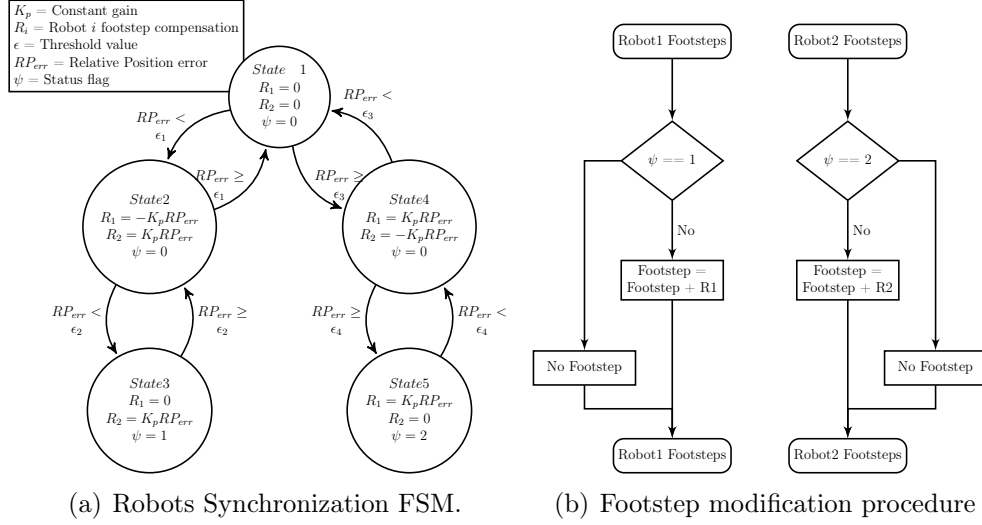 K_p = Constant gain
R_i = Robot i footstep compensation
ϵ = Threshold value
RP_err = Relative Position error
ψ = Status flag
State 1
R_1 = 0
R_2 = 0
ψ = 0
RP_err <
ϵ_1
RP_err ≥
ϵ_1
RP_err ≥
ϵ_3
RP_err <
ϵ_3
State2
R_1 = −K_pRP_err
R_2 = K_pRP_err
ψ = 0
State4
R_1 = K_pRP_err
R_2 = −K_pRP_err
ψ = 0
RP_err <
ϵ_2
RP_err ≥
ϵ_2
RP_err ≥
ϵ_4
RP_err <
ϵ_4
State3
R_1 = 0
R_2 = K_pRP_err
ψ = 1
State5
R_1 = K_pRP_err
R_2 = 0
ψ = 2
(a) Robots Synchronization FSM.
Robot1 Footsteps
ψ == 1
No
Footstep =
Footstep + R1
No Footstep
Robot1 Footsteps
Robot2 Footsteps
ψ == 2
No
Footstep =
Footstep + R2
No Footstep
Robot2 Footsteps
(b) Footstep modification procedure